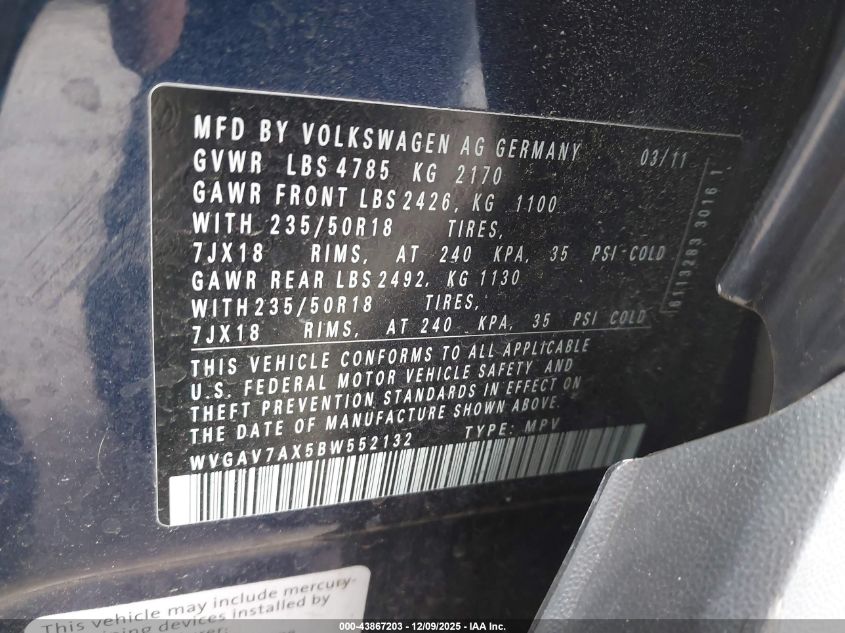 MFD BY VOLKSWAGEN AG GERMANY 03/11
GVWR LBS 4785 KG 2170
GAWR FRONT LBS 2426, KG 1100
WITH 235/50R18 TIRES,
7JX18 RIMS, AT 240 KPA, 35 PSI COLD
GAWR REAR LBS 2492, KG 1130
WITH 235/50R18 TIRES,
7JX18 RIMS, AT 240 KPA, 35 PSI COLD
THIS VEHICLE CONFORMS TO ALL APPLICABLE
U.S. FEDERAL MOTOR VEHICLE SAFETY AND
THEFT PREVENTION STANDARDS IN EFFECT ON
THE DATE OF MANUFACTURE SHOWN ABOVE.
WVGAV7AX5BW552132 TYPE: MPV
This vehicle may include mercury-
devices installed by
000-43867203 - 12/09/2025 - IAA Inc.